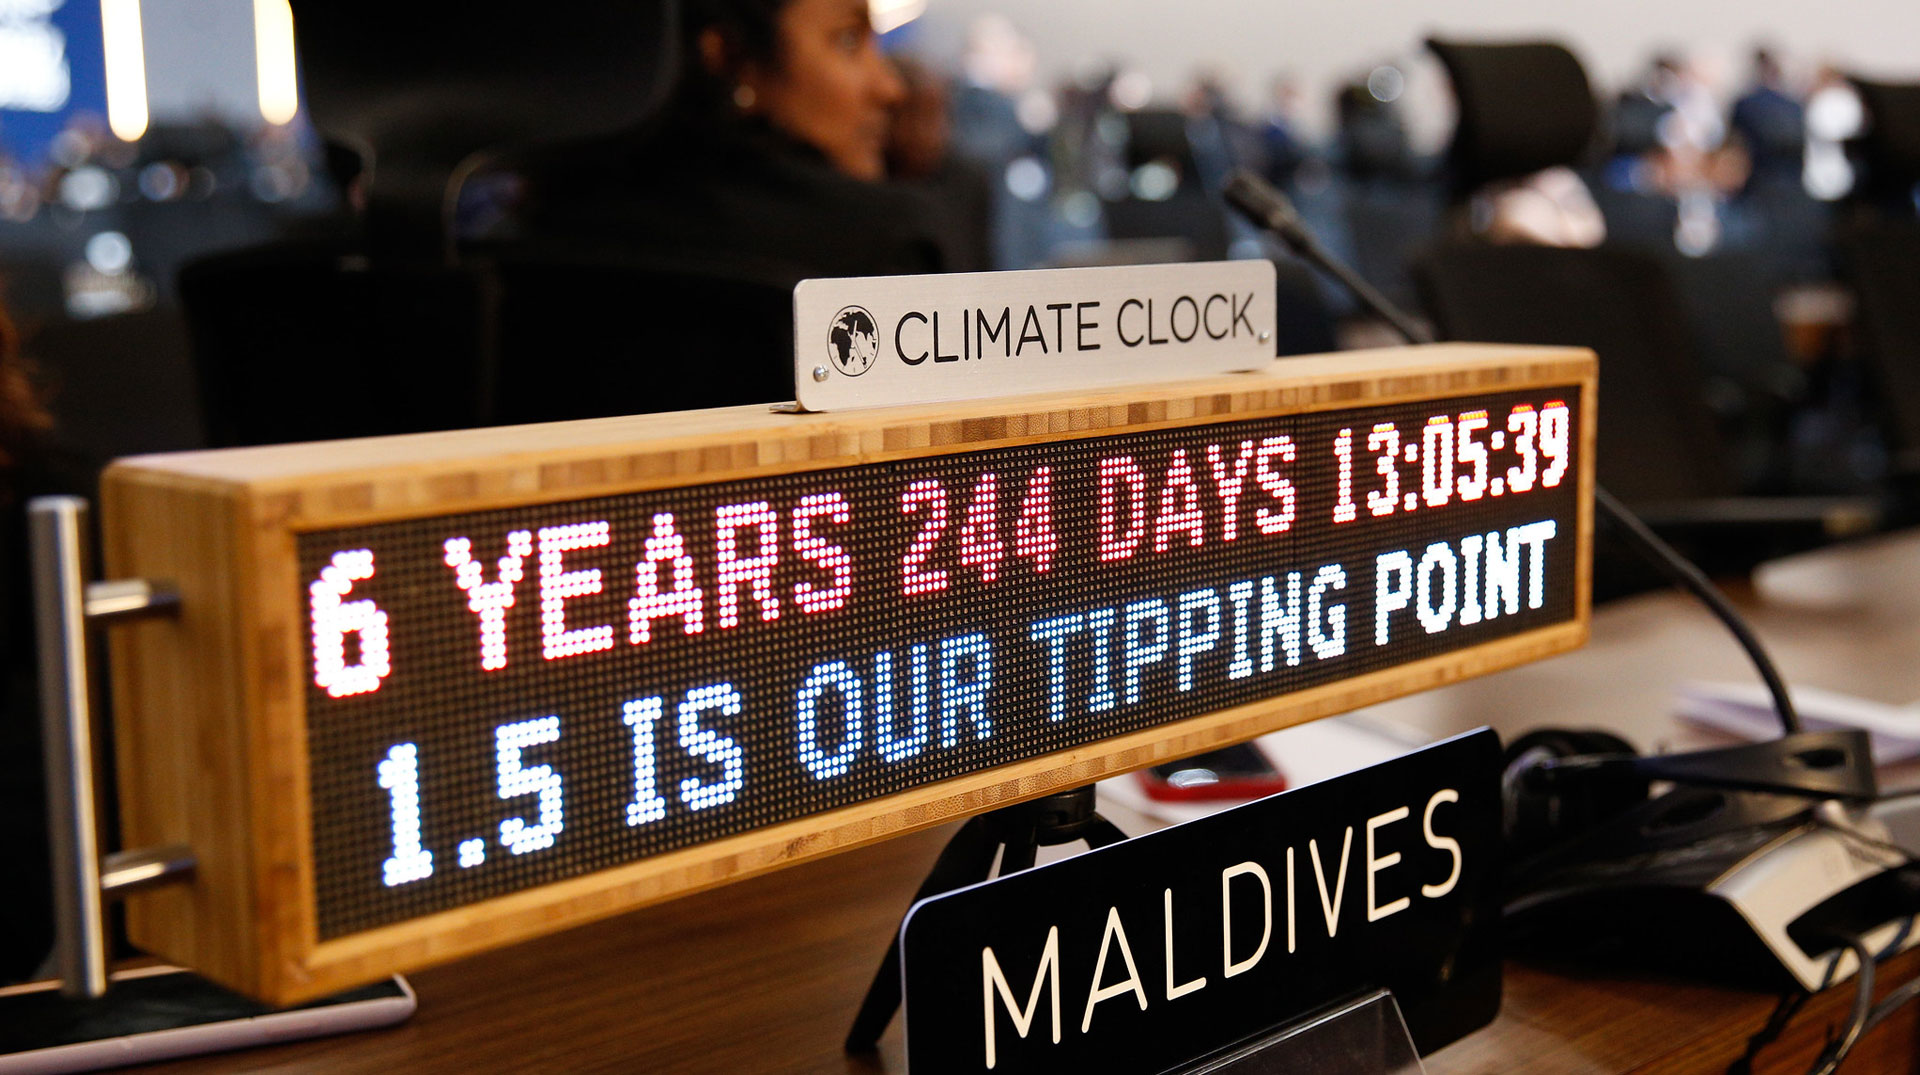 CLIMATE CLOCK
6 YEARS 244 DAYS 13:05:39
1.5 IS OUR TIPPING POINT
MALDIVES